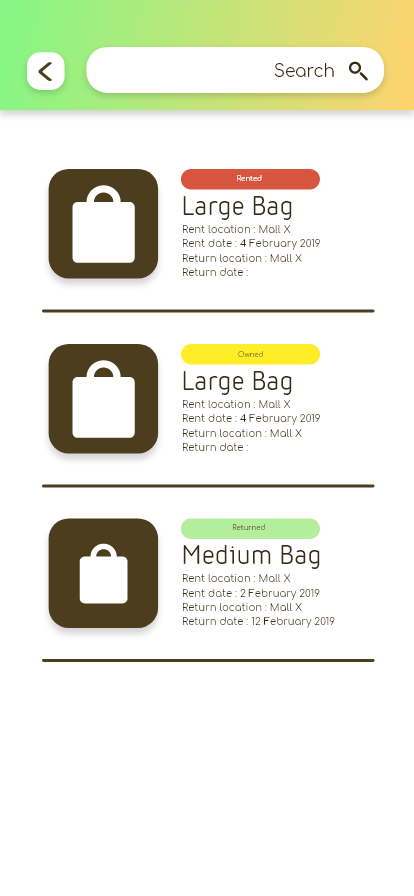 Search
Rented
Large Bag
Rent location : Mall X
Rent date : 4 February 2019
Return location : Mall X
Return date :
Owned
Large Bag
Rent location : Mall X
Rent date : 4 February 2019
Return location : Mall X
Return date :
Returned
Medium Bag
Rent location : Mall X
Rent date : 2 February 2019
Return location : Mall X
Return date : 12 February 2019